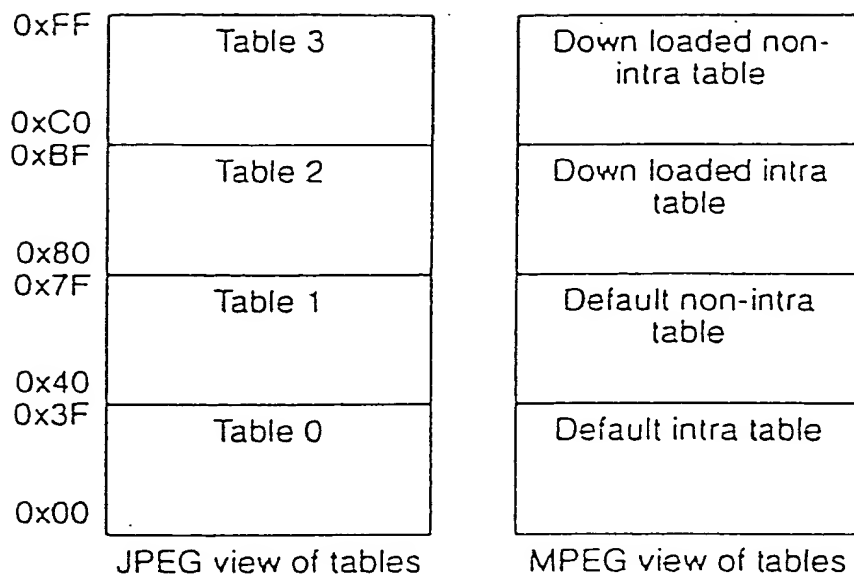 0xFF
Table 3
0xC0
0xBF
Table 2
0x80
0x7F
Table 1
0x40
0x3F
Table 0
0x00
JPEG view of tables
Down loaded non-
intra table
Down loaded intra
table
Default non-intra
table
Default intra table
MPEG view of tables